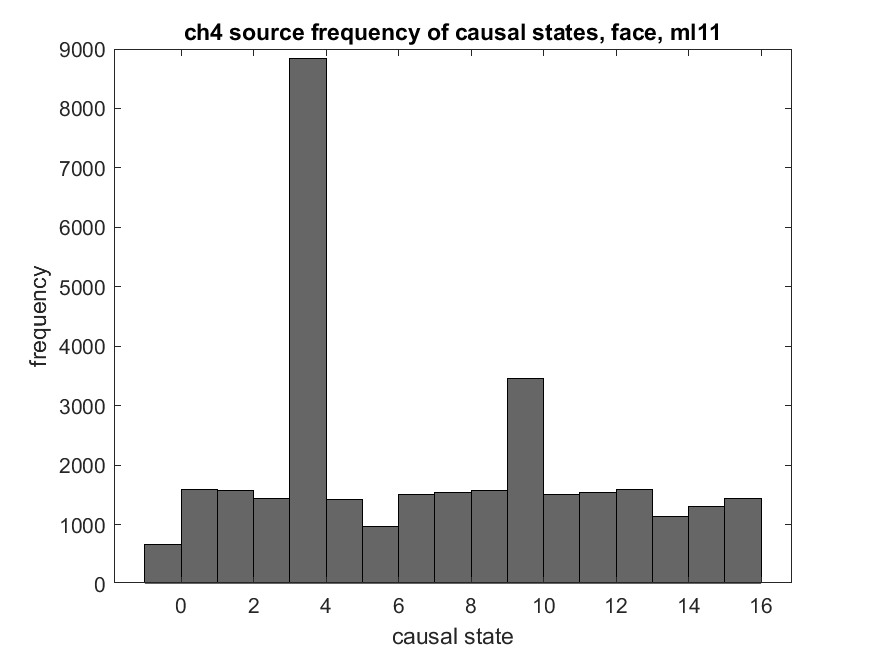 ch4 source frequency of causal states, face, ml11
9000
8000
7000
6000
5000
4000
3000
2000
1000
0
frequency
0 2 4 6 8 10 12 14 16
causal state